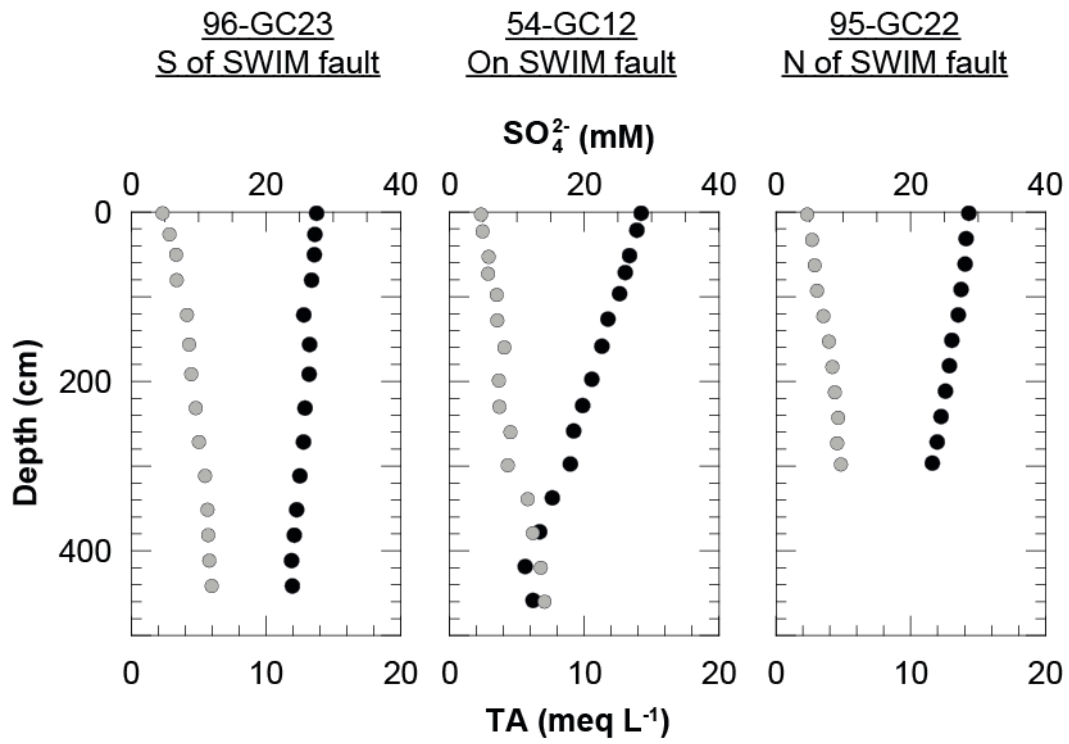 96-GC23 54-GC12 95-GC22
S of SWIM fault On SWIM fault N of SWIM fault
SO₄²⁻ (mM)
0 20 40 0 20 40 0 20 40
0
200
400
Depth (cm)
0 10 20 0 10 20 0 10 20
TA (meq L⁻¹)